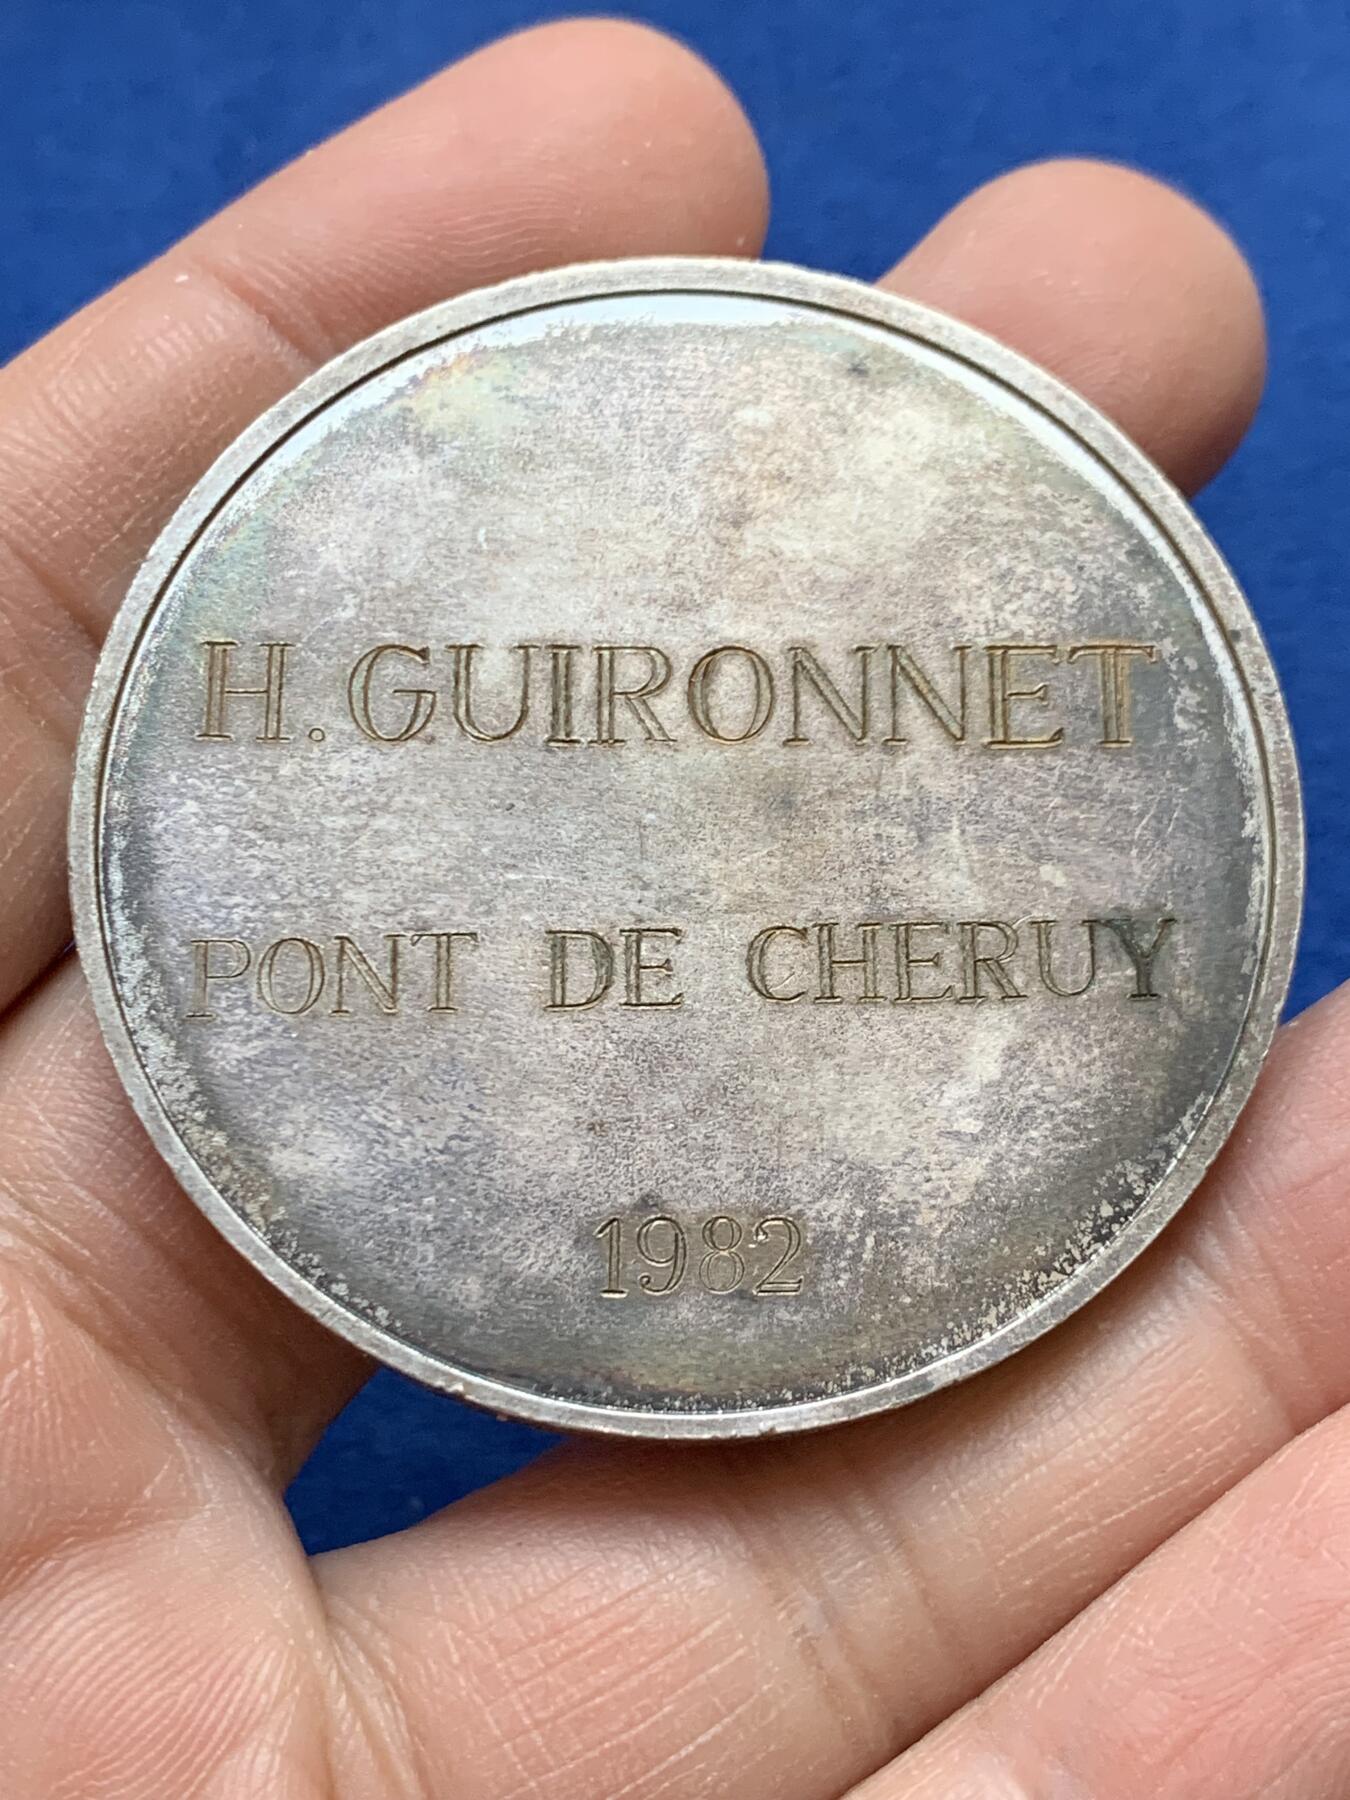 H. GUIRONNET
PONT DE CHERUY
1982